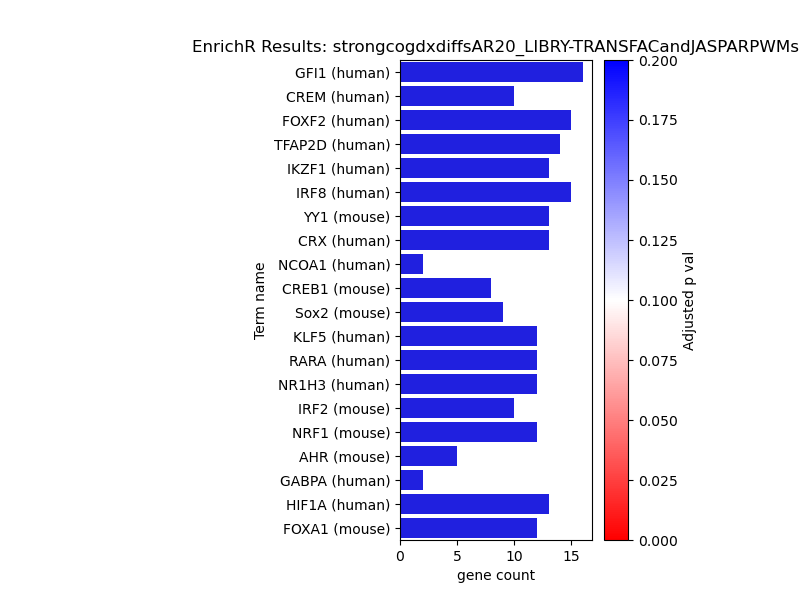 EnrichR Results: strongcogdxdiffsAR20_LIBRY-TRANSFACandJASPARPWMs
GFI1 (human)
CREM (human)
FOXF2 (human)
TFAP2D (human)
IKZF1 (human)
IRF8 (human)
YY1 (mouse)
CRX (human)
NCOA1 (human)
CREB1 (mouse)
Sox2 (mouse)
KLF5 (human)
RARA (human)
NR1H3 (human)
IRF2 (mouse)
NRF1 (mouse)
AHR (mouse)
GABPA (human)
HIF1A (human)
FOXA1 (mouse)
Term name
0 5 10 15
gene count
0.200
0.175
0.150
0.125
0.100
0.075
0.050
0.025
0.000
Adjusted p val